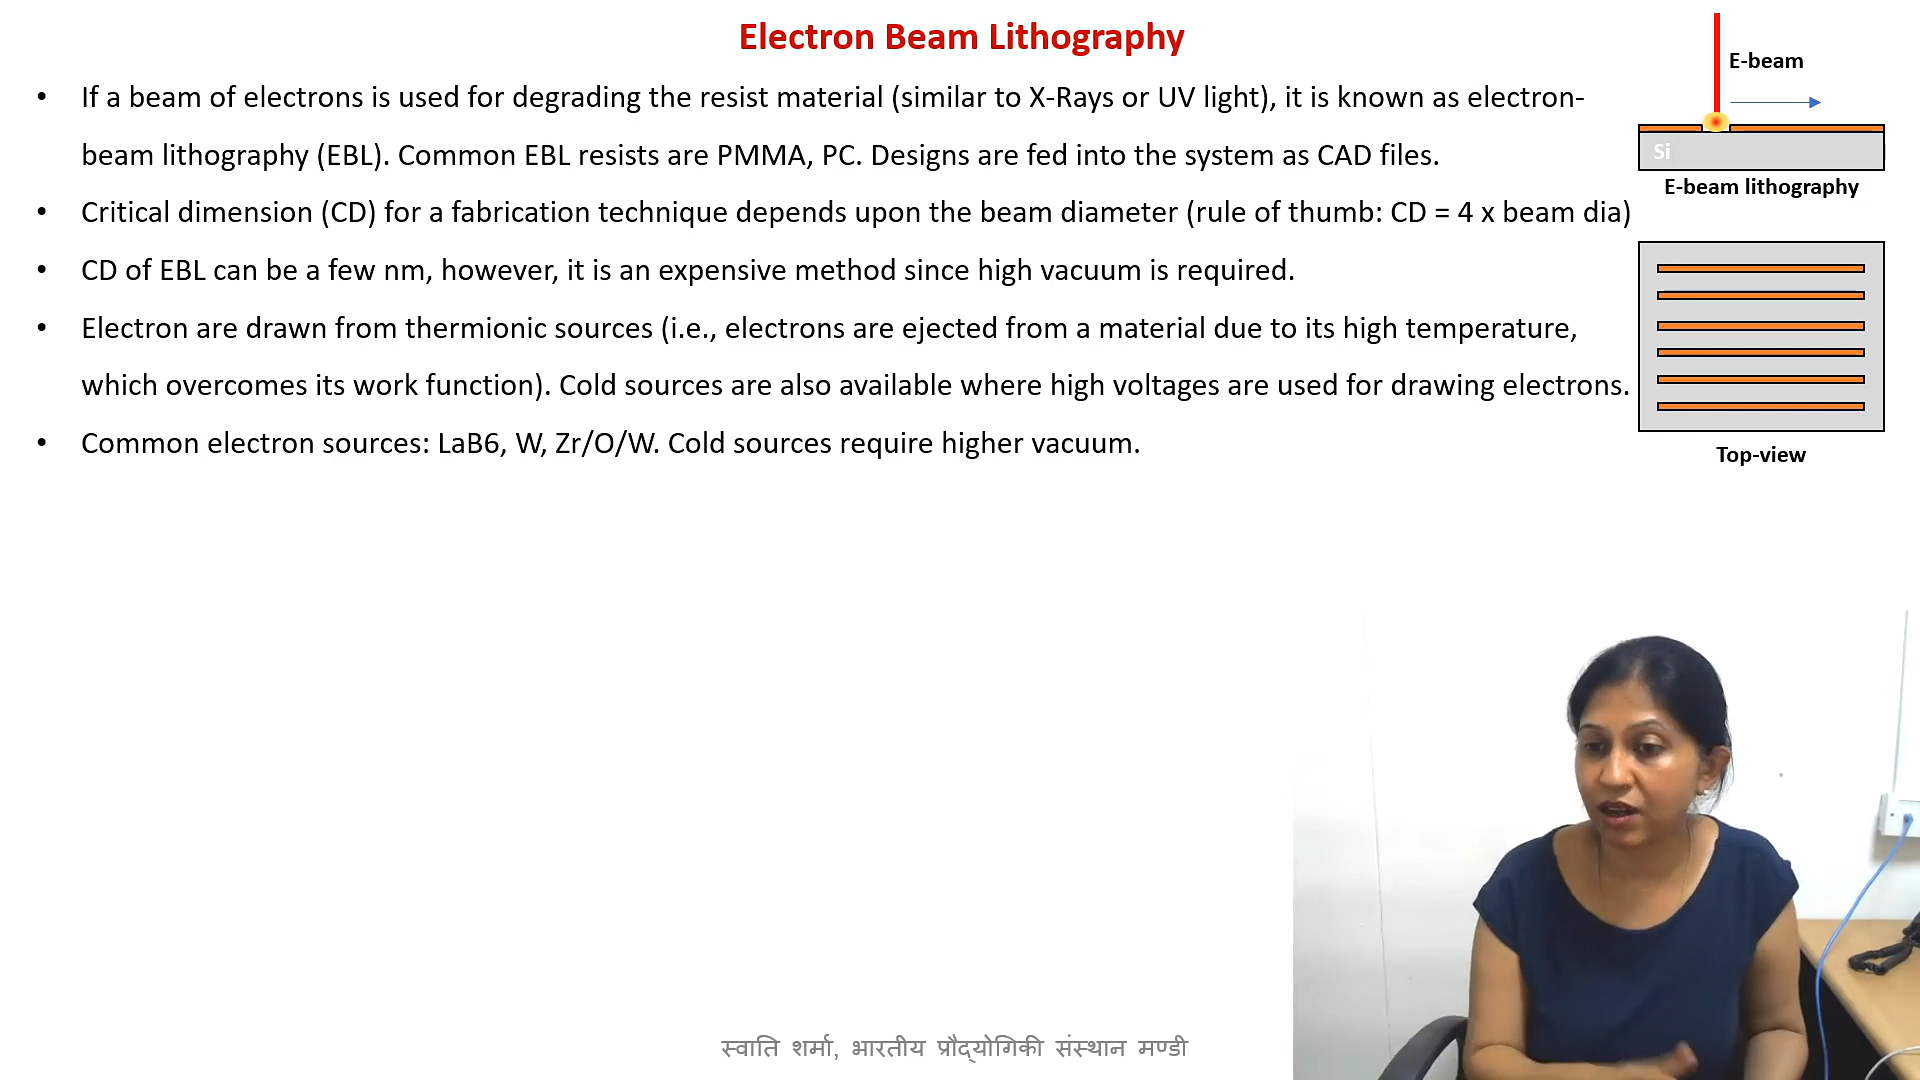 Electron Beam Lithography
• If a beam of electrons is used for degrading the resist material (similar to X-Rays or UV light), it is known as electron-
beam lithography (EBL). Common EBL resists are PMMA, PC. Designs are fed into the system as CAD files.
• Critical dimension (CD) for a fabrication technique depends upon the beam diameter (rule of thumb: CD = 4 x beam dia)
• CD of EBL can be a few nm, however, it is an expensive method since high vacuum is required.
• Electron are drawn from thermionic sources (i.e., electrons are ejected from a material due to its high temperature,
which overcomes its work function). Cold sources are also available where high voltages are used for drawing electrons.
• Common electron sources: LaB6, W, Zr/O/W. Cold sources require higher vacuum.
E-beam
Si
E-beam lithography
Top-view
स्वाति शर्मा, भारतीय प्रौद्योगिकी संस्थान मण्डी